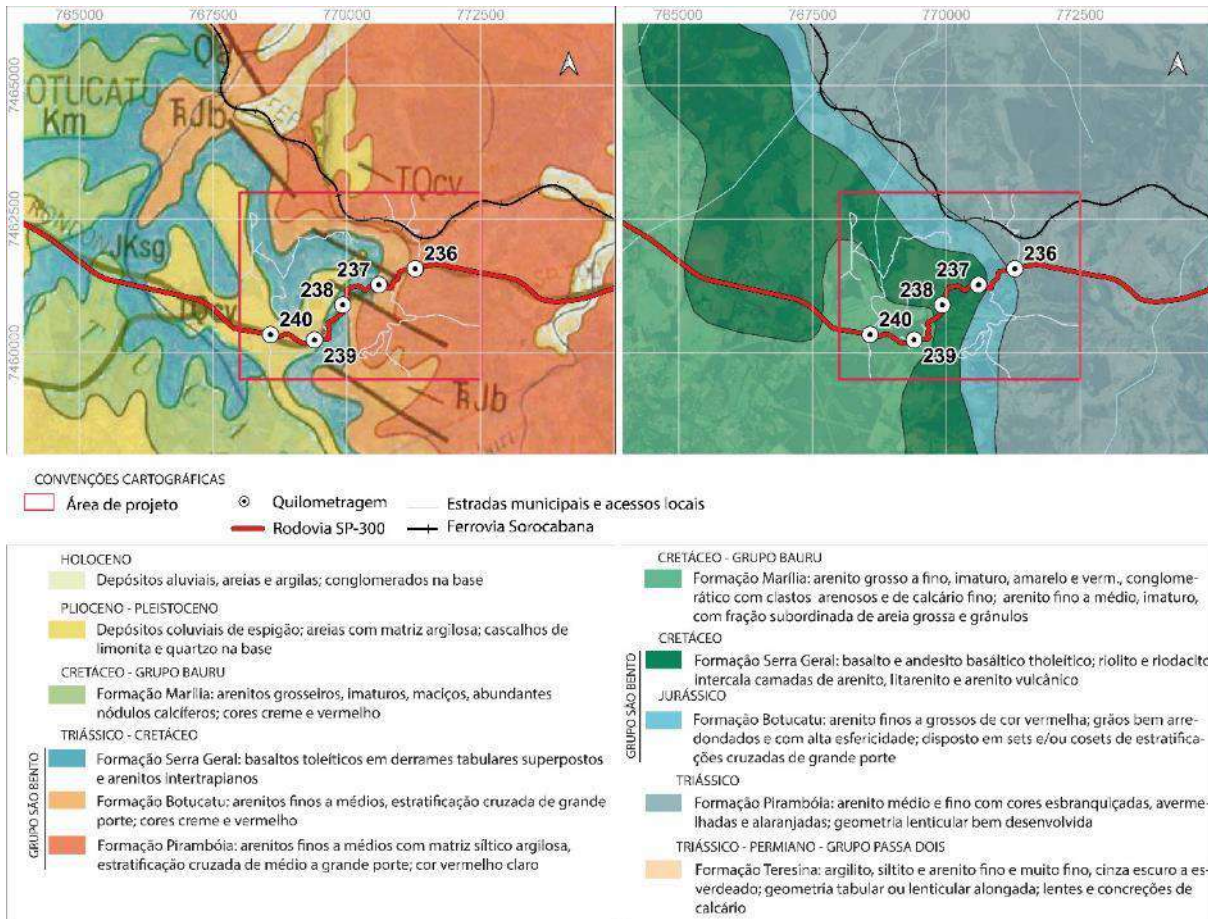 765000 767500 770000 772500
765000 767500 770000 772500
7465000
7462500
7460000
Qa
OTUCATU
Km
TQcv
JKsg
RONDON
236
237
238
239
240
236
237
238
239
240
CONVENÇÕES CARTOGRÁFICAS
Área de projeto
Quilometragem
Estradas municipais e acessos locais
Rodovia SP-300
Ferrovia Sorocabana
HOLOCENO
Depósitos aluviais, areias e argilas; conglomerados na base
PLIOCENO - PLEISTOCENO
Depósitos coluviais de espigão; areias com matriz argilosa; cascalhos de
limonita e quartzo na base
CRETÁCEO - GRUPO BAURU
Formação Marília: arenitos grosseiros, imaturos, maciços, abundantes
nódulos calcíferos; cores creme e vermelho
TRIÁSSICO - CRETÁCEO
GRUPO SÃO BENTO
Formação Serra Geral: basaltos toleíticos em derrames tabulares superpostos
e arenitos intertrapianos
Formação Botucatu: arenitos finos a médios, estratificação cruzada de grande
porte; cores creme e vermelho
Formação Pirambóia: arenitos finos a médios com matriz síltico argilosa,
estratificação cruzada de médio a grande porte; cor vermelho claro
CRETÁCEO - GRUPO BAURU
Formação Marília: arenito grosso a fino, imaturo, amarelo e verm., conglome-
rático com clastos arenosos e de calcário fino; arenito fino a médio, imaturo,
com fração subordinada de areia grossa e grânulos
CRETÁCEO
GRUPO SÃO BENTO
Formação Serra Geral: basalto e andesito basáltico tholeítico; riolito e riodacito
intercala camadas de arenito, litarenito e arenito vulcânico
JURÁSSICO
Formação Botucatu: arenito finos a grossos de cor vermelha; grãos bem arre-
dondados e com alta esfericidade; disposto em sets e/ou cosets de estratifica-
ções cruzadas de grande porte
TRIÁSSICO
Formação Pirambóia: arenito médio e fino com cores esbranquiçadas, averme-
lhadas e alaranjadas; geometria lenticular bem desenvolvida
TRIÁSSICO - PERMIANO - GRUPO PASSA DOIS
Formação Teresina: argilito, siltito e arenito fino e muito fino, cinza escuro a es-
verdeado; geometria tabular ou lenticular alongada; lentes e concreções de
calcário